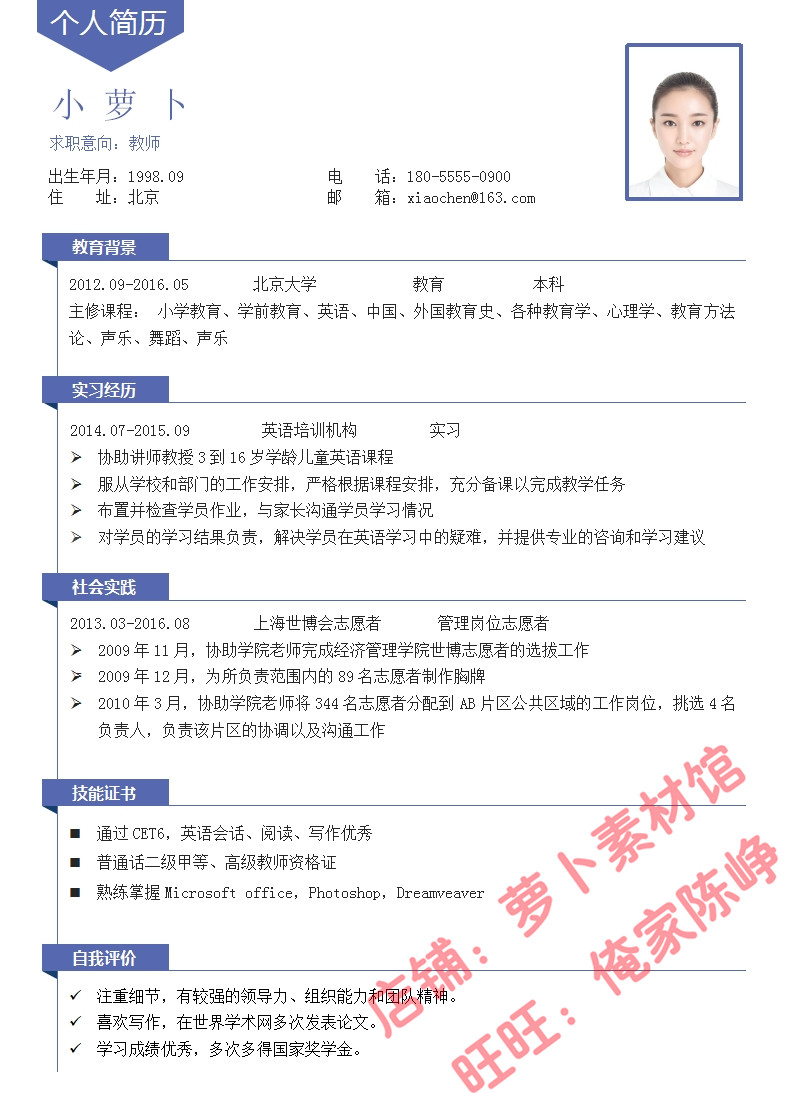 个人简历
小 萝 卜
求职意向：教师
出生年月：1998.09 电 话：180-5555-0900
住 址：北京 邮 箱：xiaochen@163.com
教育背景
2012.09-2016.05 北京大学 教育 本科
主修课程： 小学教育、学前教育、英语、中国、外国教育史、各种教育学、心理学、教育方法
论、声乐、舞蹈、声乐
实习经历
2014.07-2015.09 英语培训机构 实习
➢ 协助讲师教授 3 到 16 岁学龄儿童英语课程
➢ 服从学校和部门的工作安排，严格根据课程安排，充分备课以完成教学任务
➢ 布置并检查学员作业，与家长沟通学员学习情况
➢ 对学员的学习结果负责，解决学员在英语学习中的疑难，并提供专业的咨询和学习建议
社会实践
2013.03-2016.08 上海世博会志愿者 管理岗位志愿者
➢ 2009 年 11 月，协助学院老师完成经济管理学院世博志愿者的选拔工作
➢ 2009 年 12 月，为所负责范围内的 89 名志愿者制作胸牌
➢ 2010 年 3 月，协助学院老师将 344 名志愿者分配到 AB 片区公共区域的工作岗位，挑选 4 名
负责人，负责该片区的协调以及沟通工作
技能证书
■ 通过 CET6，英语会话、阅读、写作优秀
■ 普通话二级甲等、高级教师资格证
■ 熟练掌握 Microsoft office，Photoshop，Dreamveaver
自我评价
✓ 注重细节，有较强的领导力、组织能力和团队精神。
✓ 喜欢写作，在世界学术网多次发表论文。
✓ 学习成绩优秀，多次多得国家奖学金。
店铺：萝卜素材馆
旺旺：俺家陈峥